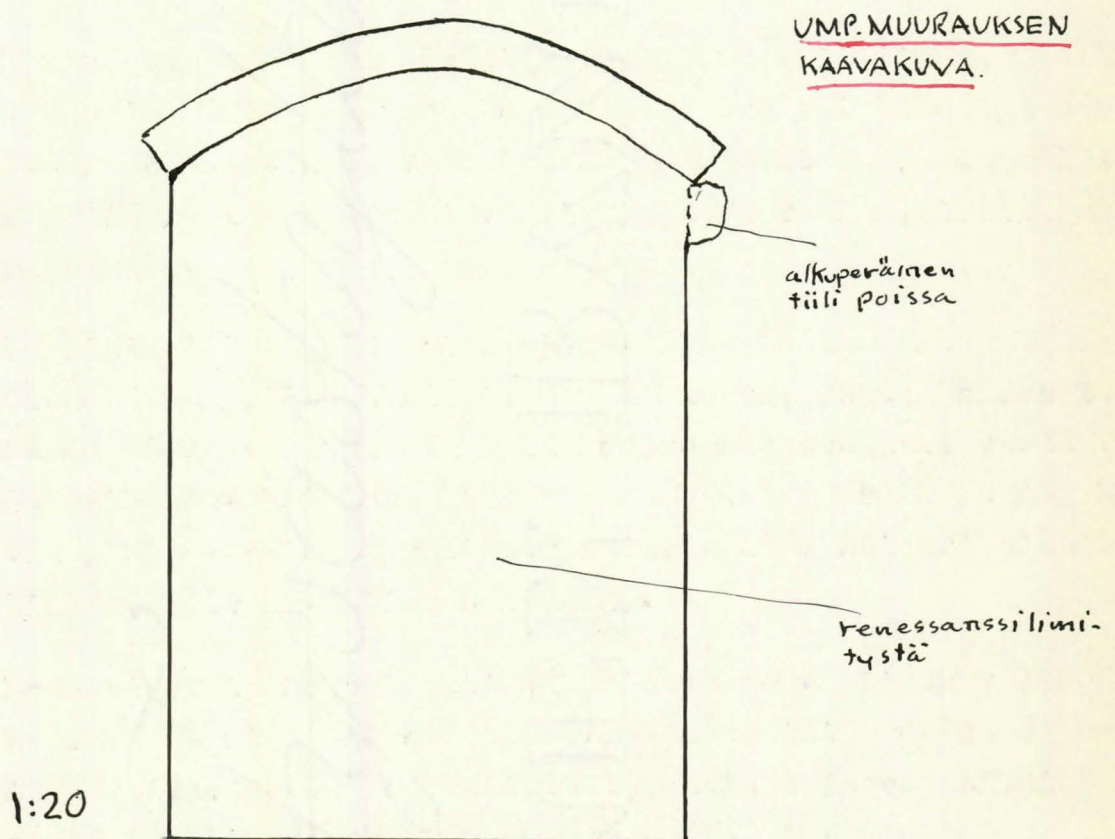 UMP. MUURAUKSEN
KAAVAKUVA.
alkuperäinen
tiili poissa
renessanssilimi-
tystä
1:20